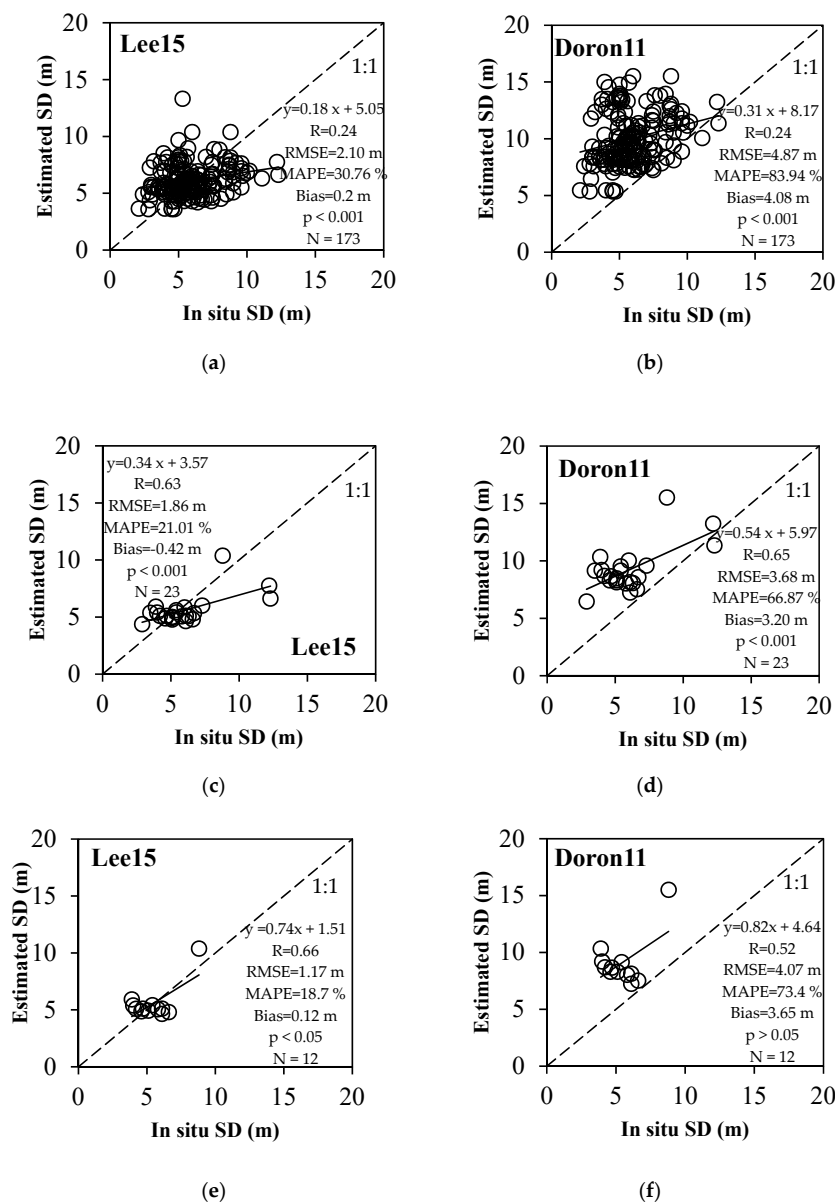 Lee15
1:1
y=0.18 x + 5.05
R=0.24
RMSE=2.10 m
MAPE=30.76 %
Bias=0.2 m
p < 0.001
N = 173
Estimated SD (m)
20
15
10
5
0
0 5 10 15 20
In situ SD (m)
(a)
Doron11
1:1
y=0.31 x + 8.17
R=0.24
RMSE=4.87 m
MAPE=83.94 %
Bias=4.08 m
p < 0.001
N = 173
Estimated SD (m)
20
15
10
5
0
0 5 10 15 20
In situ SD (m)
(b)
y=0.34 x + 3.57
R=0.63
RMSE=1.86 m
MAPE=21.01 %
Bias=-0.42 m
p <0.001
N = 23
1:1
Lee15
Estimated SD (m)
20
15
10
5
0
0 5 10 15 20
In situ SD (m)
(c)
Doron11
1:1
y=0.54 x + 5.97
R=0.65
RMSE=3.68 m
MAPE=66.87 %
Bias=3.20 m
p < 0.001
N = 23
Estimated SD (m)
20
15
10
5
0
0 5 10 15 20
In situ SD (m)
(d)
Lee15
1:1
y =0.74x + 1.51
R=0.66
RMSE=1.17 m
MAPE=18.7 %
Bias=0.12 m
p < 0.05
N = 12
Estimated SD (m)
20
15
10
5
0
0 5 10 15 20
In situ SD (m)
(e)
Doron11
1:1
y=0.82x + 4.64
R=0.52
RMSE=4.07 m
MAPE=73.4 %
Bias=3.65 m
p > 0.05
N = 12
Estimated SD (m)
20
15
10
5
0
0 5 10 15 20
In situ SD (m)
(f)